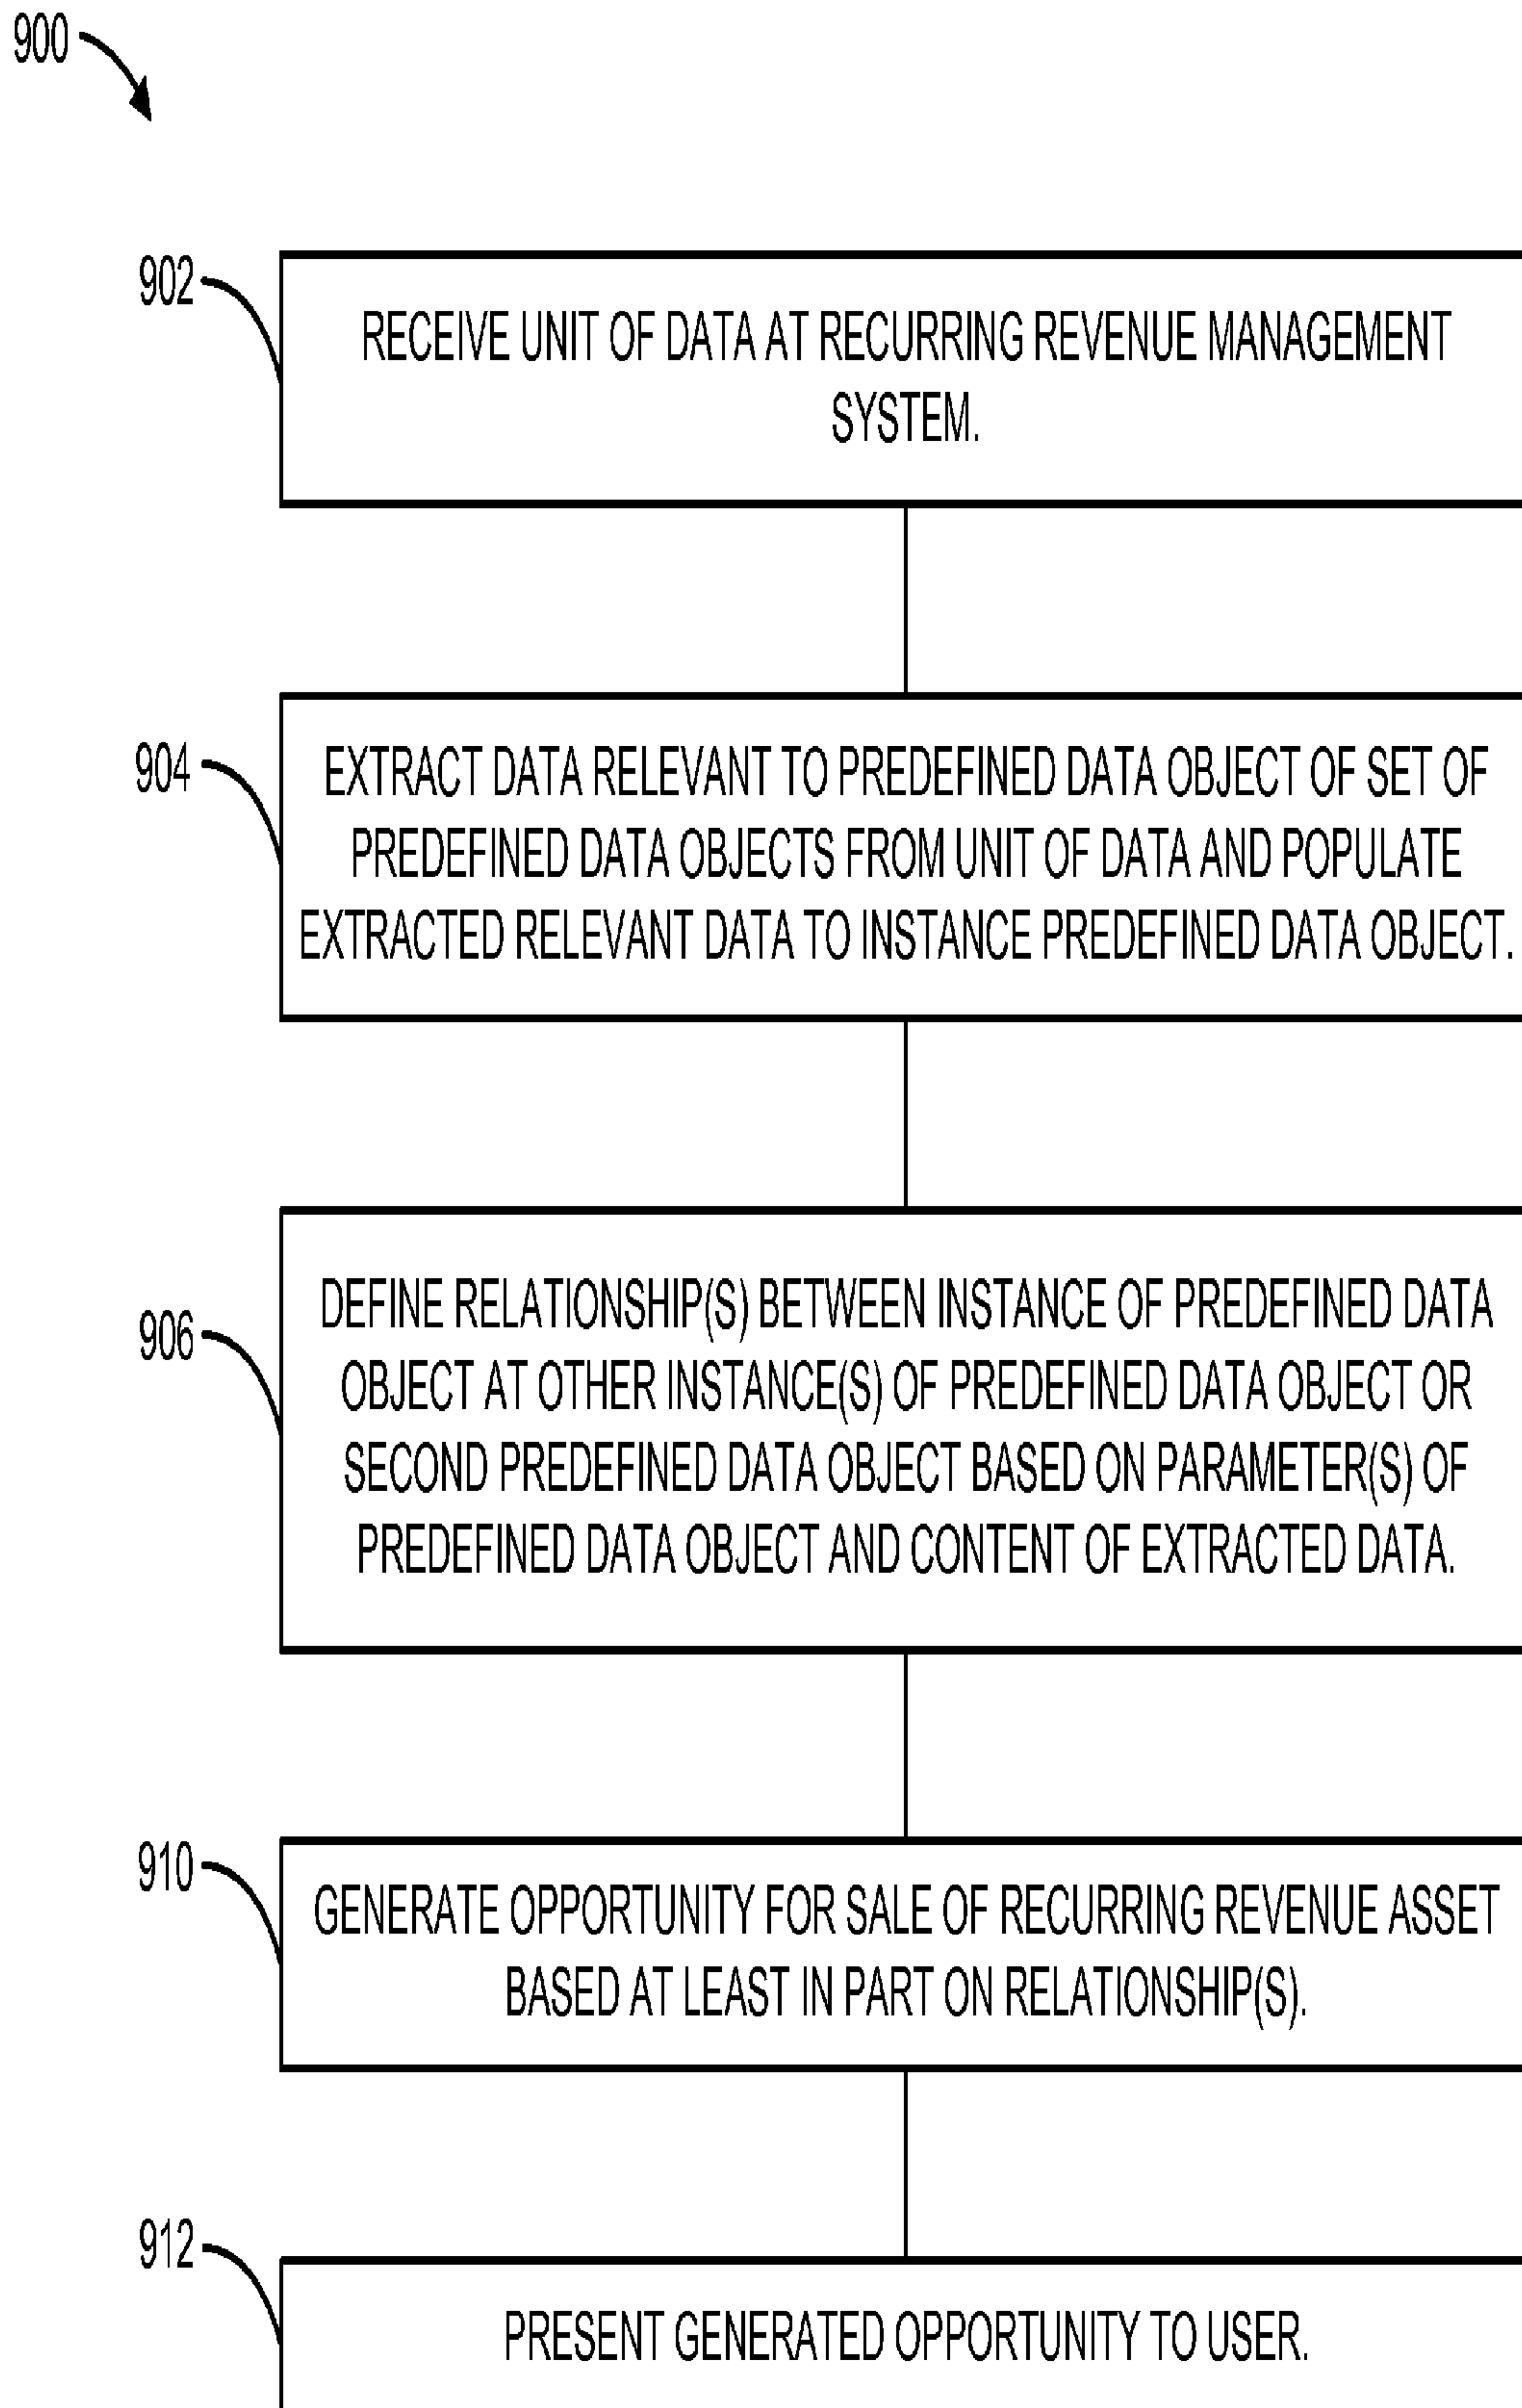 900
902
RECEIVE UNIT OF DATA AT RECURRING REVENUE MANAGEMENT
SYSTEM.
904
EXTRACT DATA RELEVANT TO PREDEFINED DATA OBJECT OF SET OF
PREDEFINED DATA OBJECTS FROM UNIT OF DATA AND POPULATE
EXTRACTED RELEVANT DATA TO INSTANCE PREDEFINED DATA OBJECT.
906
DEFINE RELATIONSHIP(S) BETWEEN INSTANCE OF PREDEFINED DATA
OBJECT AT OTHER INSTANCE(S) OF PREDEFINED DATA OBJECT OR
SECOND PREDEFINED DATA OBJECT BASED ON PARAMETER(S) OF
PREDEFINED DATA OBJECT AND CONTENT OF EXTRACTED DATA.
910
GENERATE OPPORTUNITY FOR SALE OF RECURRING REVENUE ASSET
BASED AT LEAST IN PART ON RELATIONSHIP(S).
912
PRESENT GENERATED OPPORTUNITY TO USER.